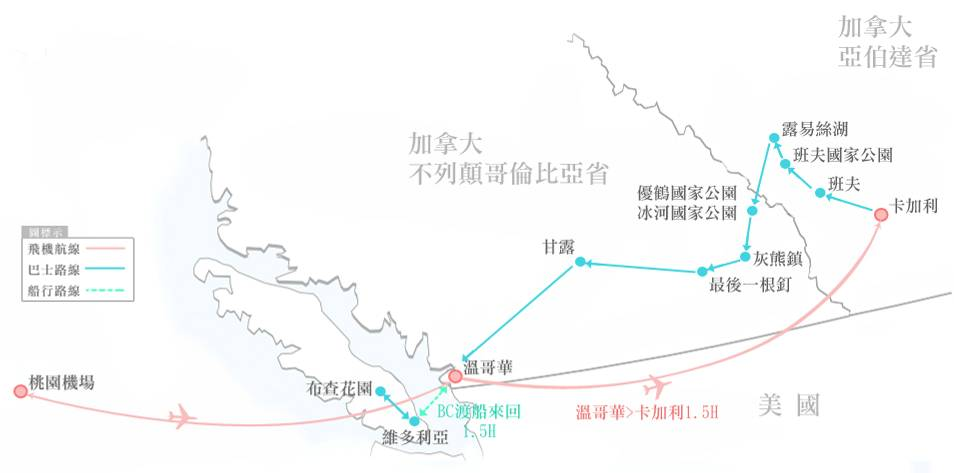 加拿大
亞伯達省
露易絲湖
班夫國家公園
班夫
卡加利
加拿大
不列顛哥倫比亞省
優鶴國家公園
冰河國家公園
灰熊鎮
最後一根釘
甘露
圖標示
飛機航線
巴士路線
船行路線
溫哥華
桃園機場
布查花園
維多利亞
BC渡船來回
1.5H
溫哥華>卡加利1.5H
美國